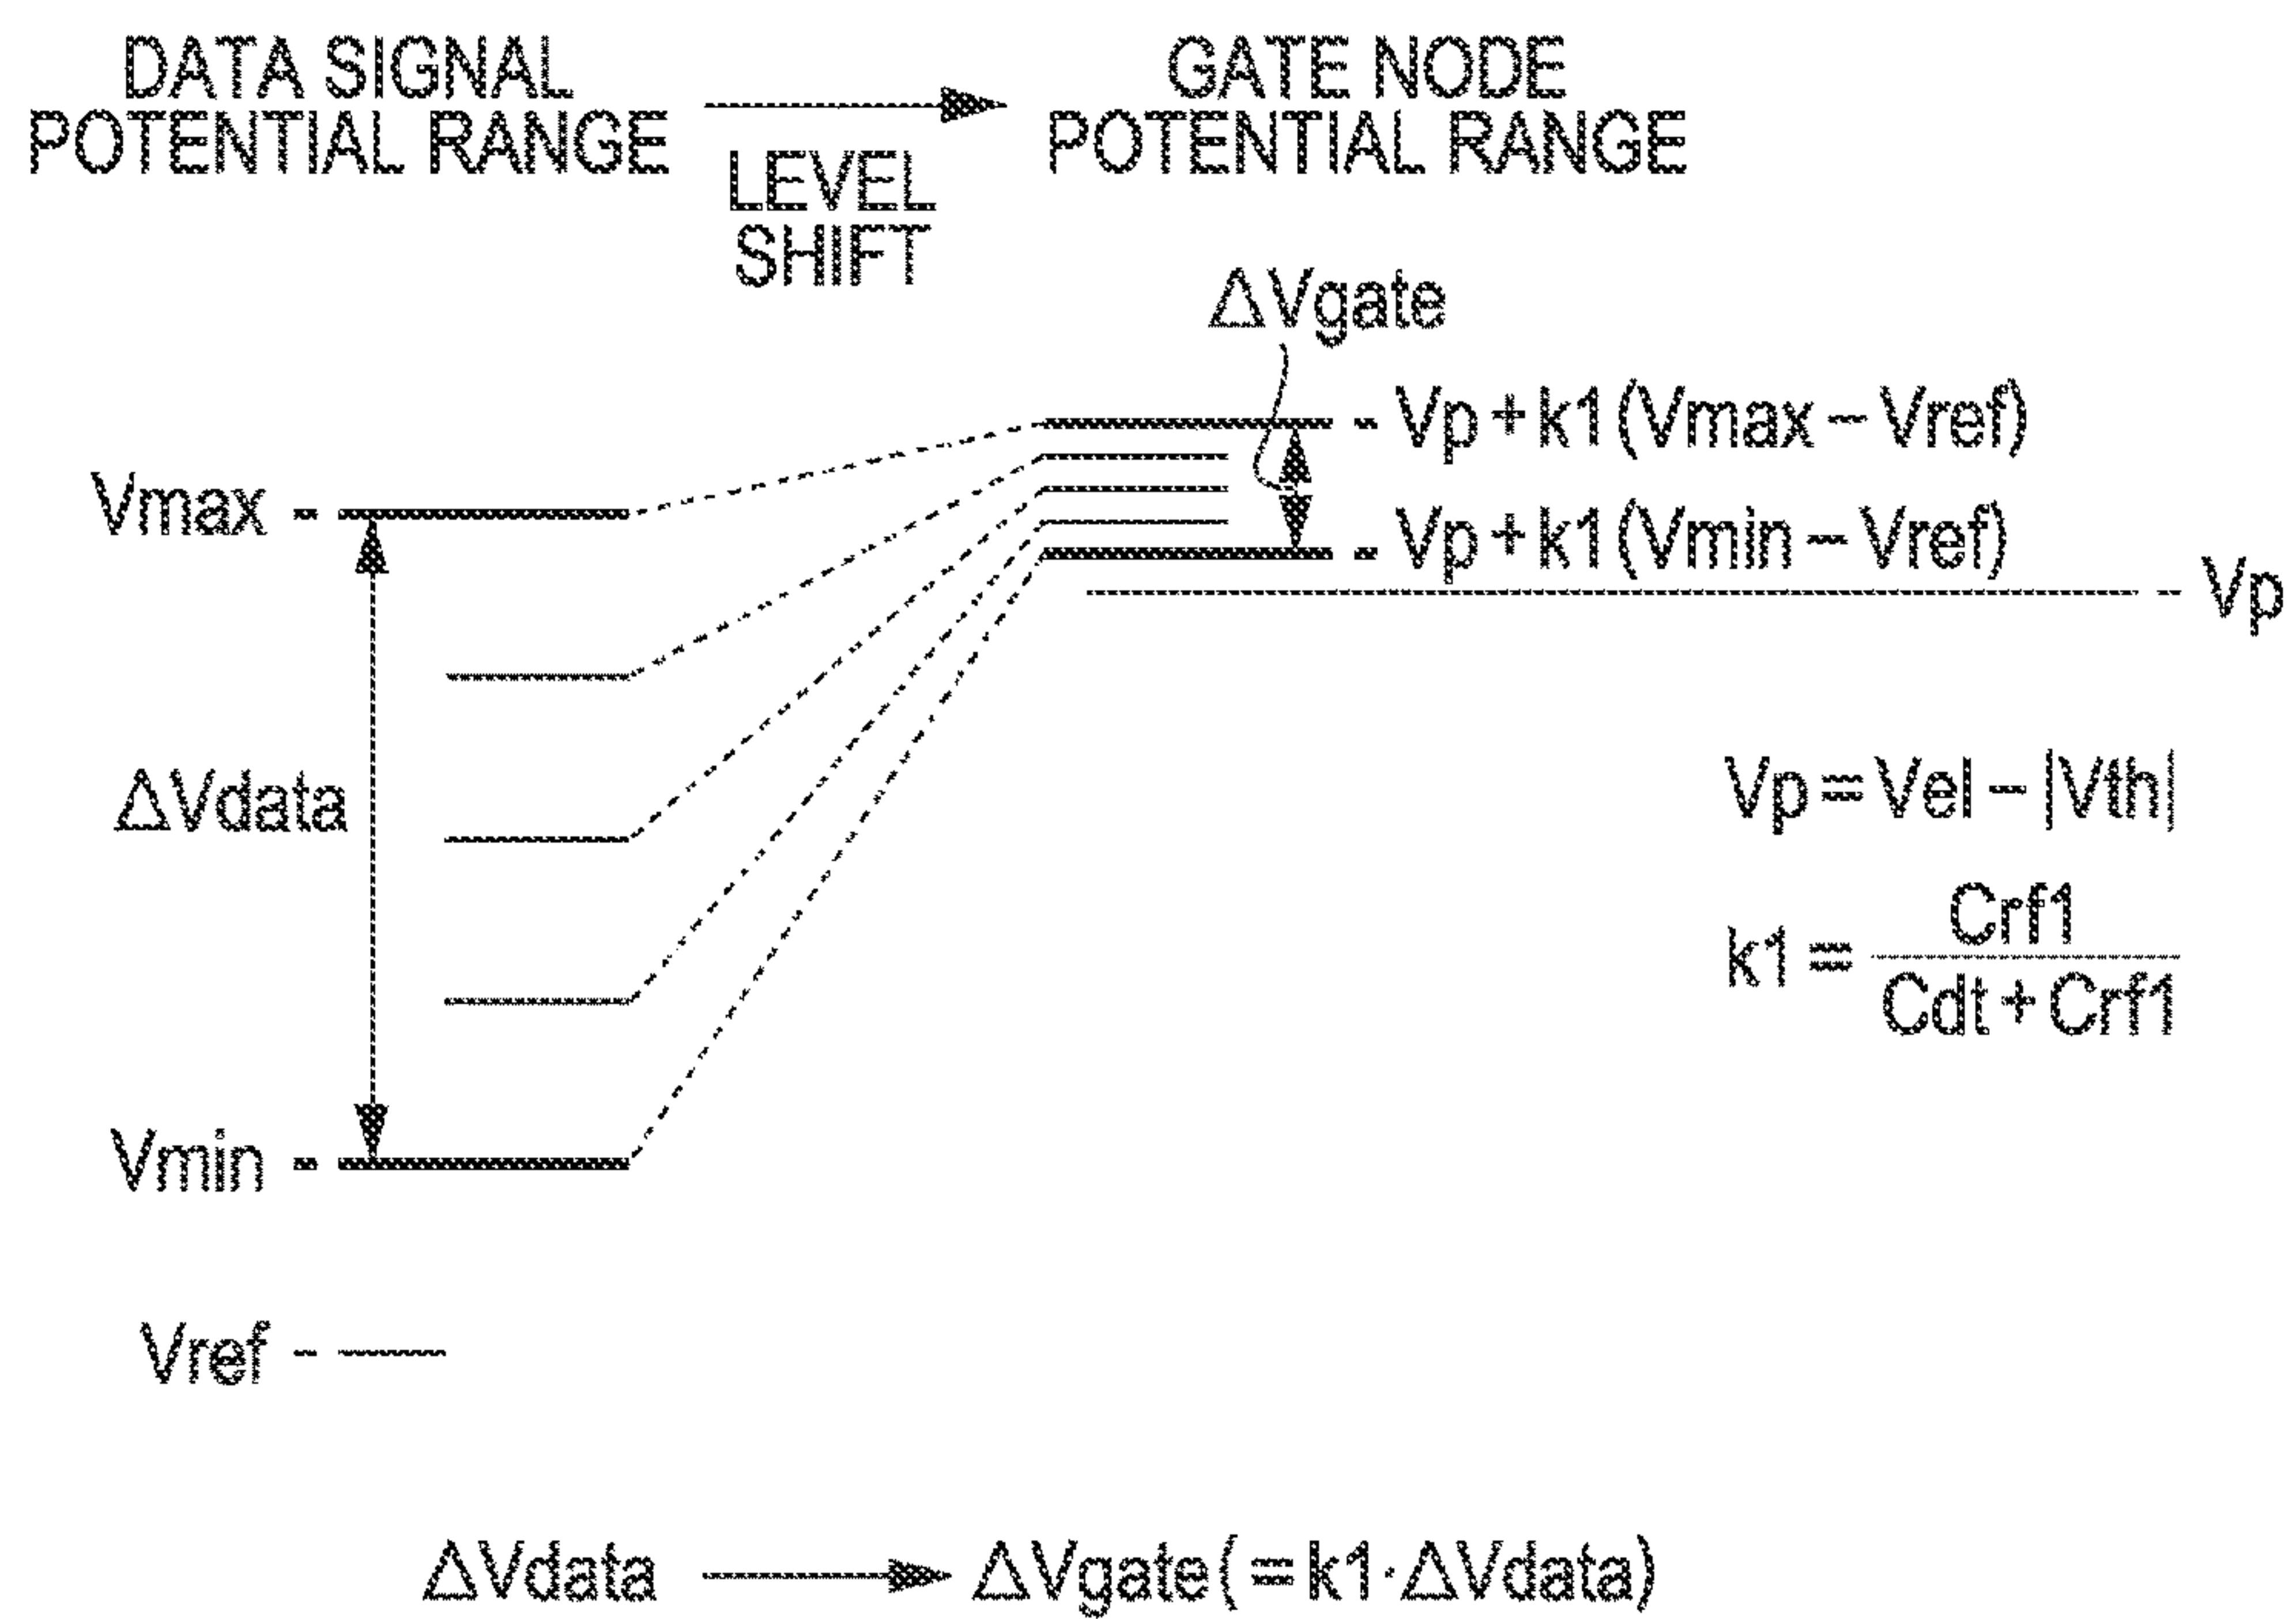 DATA SIGNAL
POTENTIAL RANGE
LEVEL
SHIFT
GATE NODE
POTENTIAL RANGE
ΔVgate
Vp + k1 (Vmax – Vref)
Vmax
Vp + k1 (Vmin – Vref)
Vp
ΔVdata
Vp = Vel – |Vth|
k1 = Crf1 / Cdt + Crf1
Vmin
Vref
ΔVdata → ΔVgate( = k1·ΔVdata)